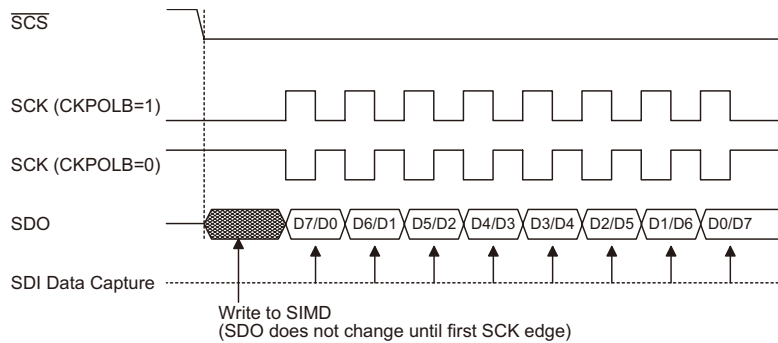 SCS
SCK (CKPOLB=1)
SCK (CKPOLB=0)
SDO D7/D0 D6/D1 D5/D2 D4/D3 D3/D4 D2/D5 D1/D6 D0/D7
SDI Data Capture
Write to SIMD
(SDO does not change until first SCK edge)